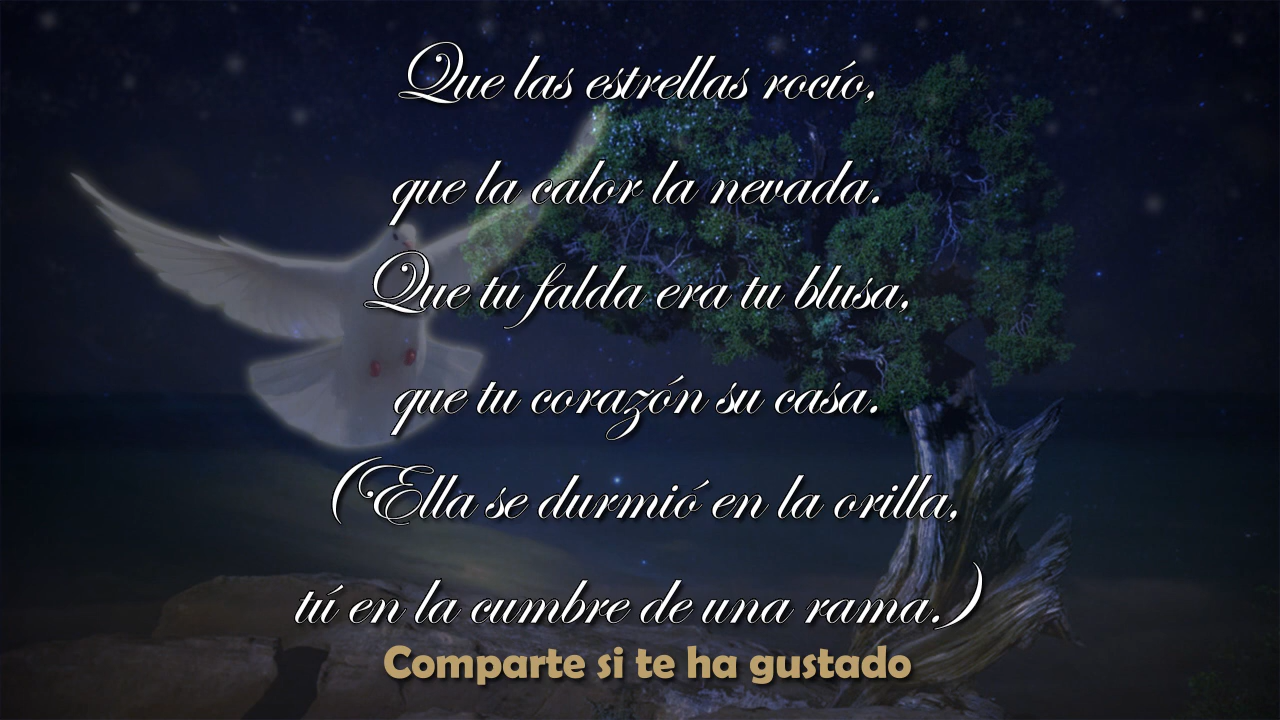 Que las estrellas rocío,
que la calor la nevada.
Que tu falda era tu blusa,
que tu corazón su casa.
(Ella se durmió en la orilla,
tú en la cumbre de una rama.)
Comparte si te ha gustado